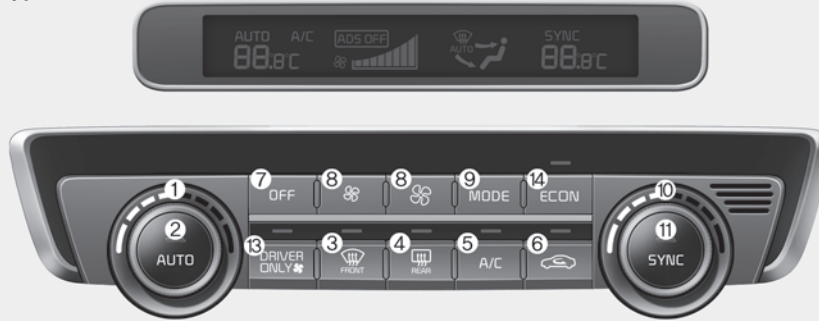 AUTO A/C ADS OFF AUTO SYNC
88.8°C 88.8°C
① ⑦ OFF ⑧ ⑧ ⑨ MODE ⑭ ECON ⑩
② AUTO ⑬ DRIVER ONLY ③ FRONT ④ REAR ⑤ A/C ⑥ ⑪ SYNC